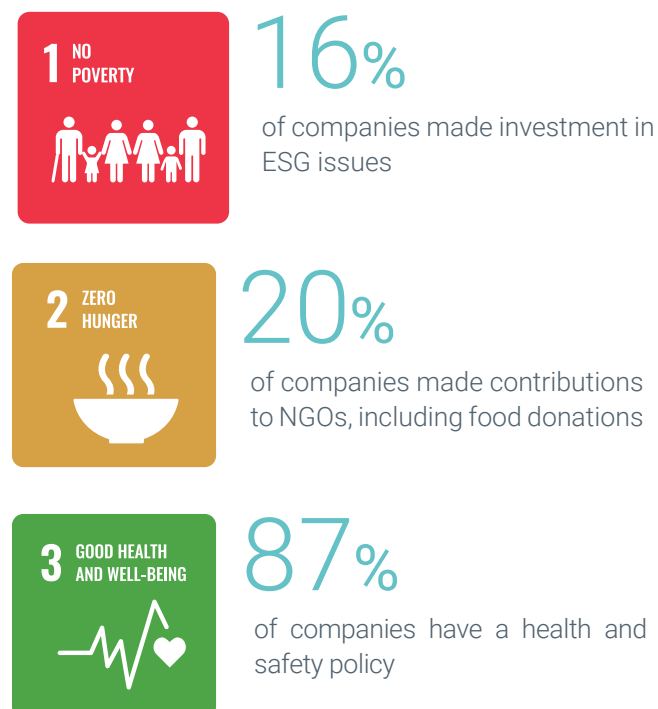 1 NO
POVERTY
16%
of companies made investment in
ESG issues
2 ZERO
HUNGER
20%
of companies made contributions
to NGOs, including food donations
3 GOOD HEALTH
AND WELL-BEING
87%
of companies have a health and
safety policy